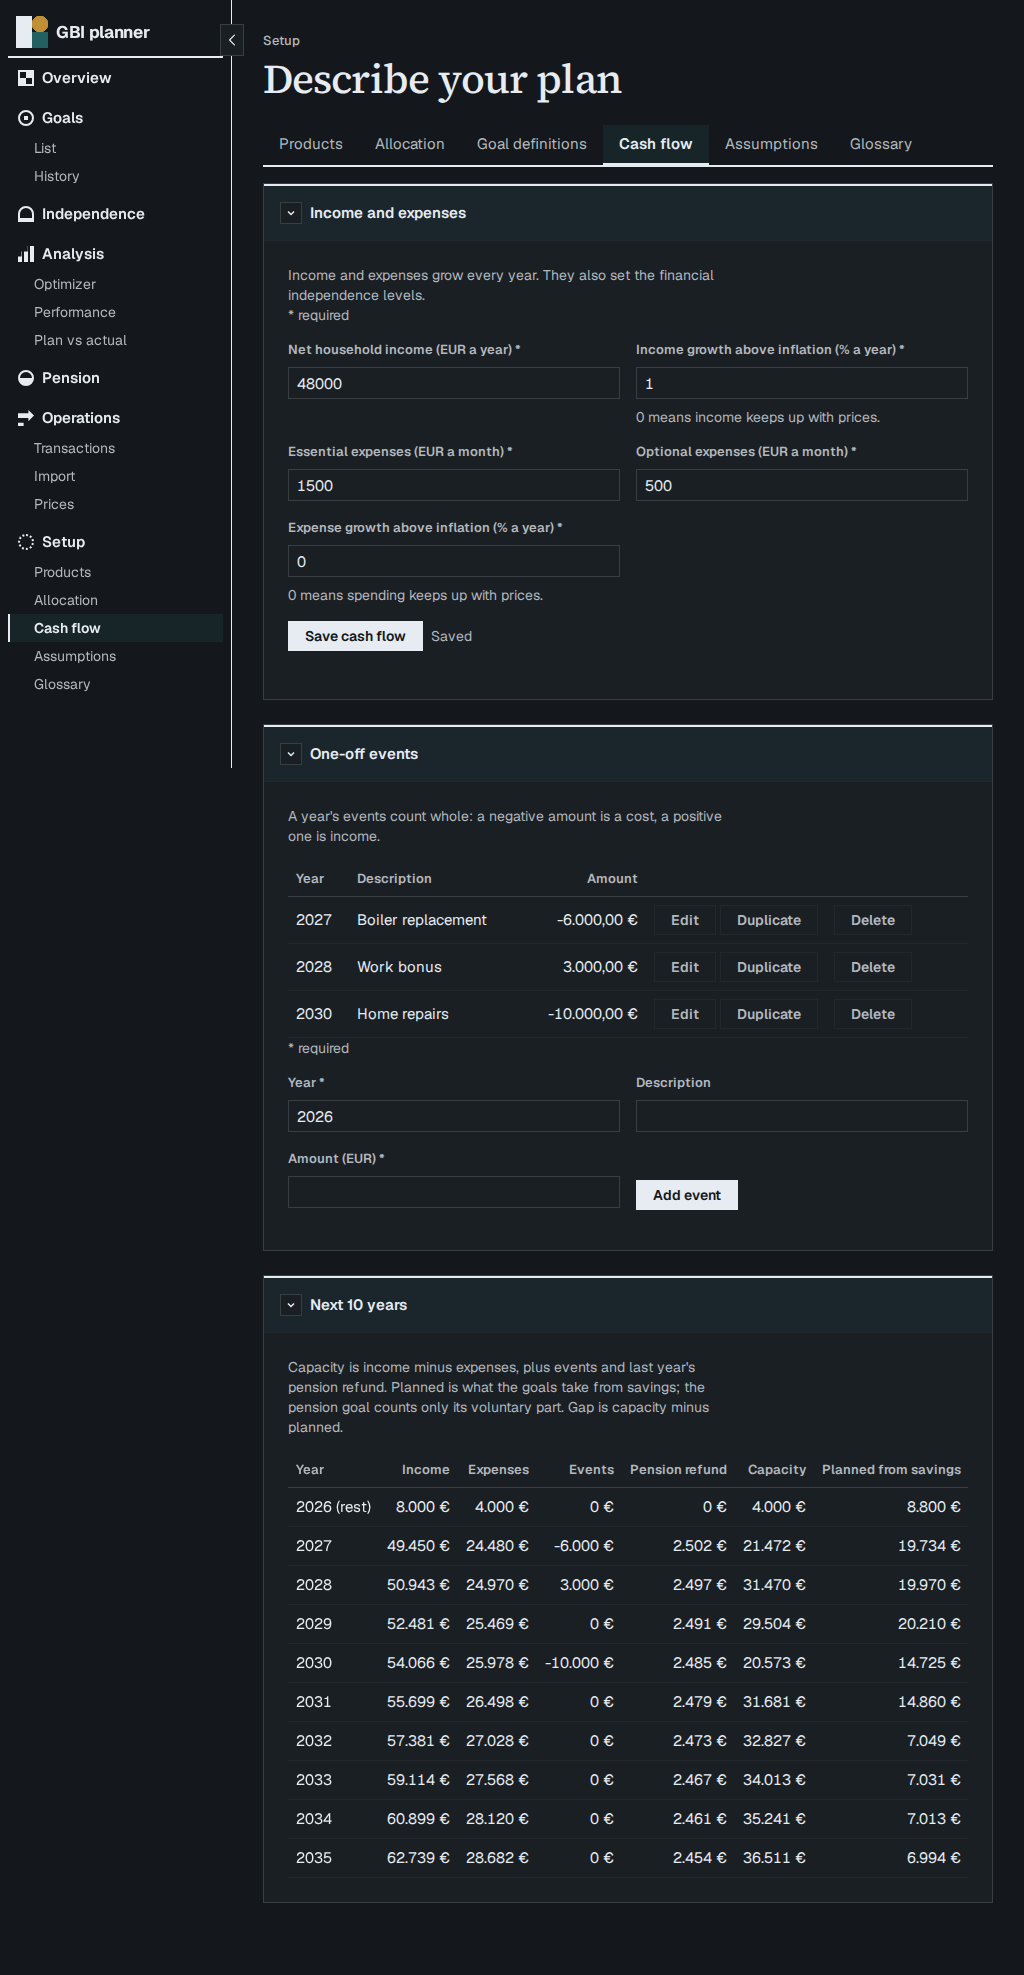 GBI planner
Overview
Goals
List
History
Independence
Analysis
Optimizer
Performance
Plan vs actual
Pension
Operations
Transactions
Import
Prices
Setup
Products
Allocation
Cash flow
Assumptions
Glossary
Setup
Describe your plan
Products Allocation Goal definitions Cash flow Assumptions Glossary
Income and expenses
Income and expenses grow every year. They also set the financial
independence levels.
* required
Net household income (EUR a year) * Income growth above inflation (% a year) *
48000 1
0 means income keeps up with prices.
Essential expenses (EUR a month) * Optional expenses (EUR a month) *
1500 500
Expense growth above inflation (% a year) *
0
0 means spending keeps up with prices.
Save cash flow Saved
One-off events
A year's events count whole: a negative amount is a cost, a positive
one is income.
Year Description Amount
2027 Boiler replacement -6.000,00 € Edit Duplicate Delete
2028 Work bonus 3.000,00 € Edit Duplicate Delete
2030 Home repairs -10.000,00 € Edit Duplicate Delete
* required
Year * Description
2026
Amount (EUR) *
Add event
Next 10 years
Capacity is income minus expenses, plus events and last year's
pension refund. Planned is what the goals take from savings; the
pension goal counts only its voluntary part. Gap is capacity minus
planned.
Year Income Expenses Events Pension refund Capacity Planned from savings
2026 (rest) 8.000 € 4.000 € 0 € 0 € 4.000 € 8.800 €
2027 49.450 € 24.480 € -6.000 € 2.502 € 21.472 € 19.734 €
2028 50.943 € 24.970 € 3.000 € 2.497 € 31.470 € 19.970 €
2029 52.481 € 25.469 € 0 € 2.491 € 29.504 € 20.210 €
2030 54.066 € 25.978 € -10.000 € 2.485 € 20.573 € 14.725 €
2031 55.699 € 26.498 € 0 € 2.479 € 31.681 € 14.860 €
2032 57.381 € 27.028 € 0 € 2.473 € 32.827 € 7.049 €
2033 59.114 € 27.568 € 0 € 2.467 € 34.013 € 7.031 €
2034 60.899 € 28.120 € 0 € 2.461 € 35.241 € 7.013 €
2035 62.739 € 28.682 € 0 € 2.454 € 36.511 € 6.994 €